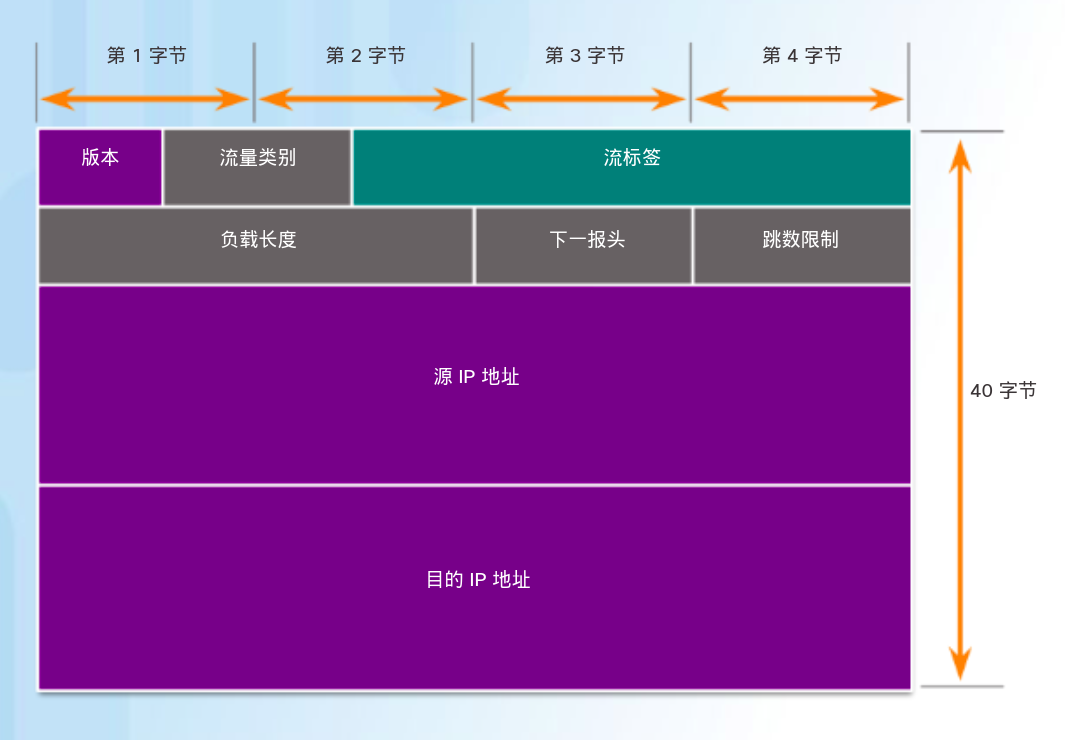 第 1 字节
第 2 字节
第 3 字节
第 4 字节
版本
流量类别
流标签
负载长度
下一报头
跳数限制
源 IP 地址
40 字节
目的 IP 地址